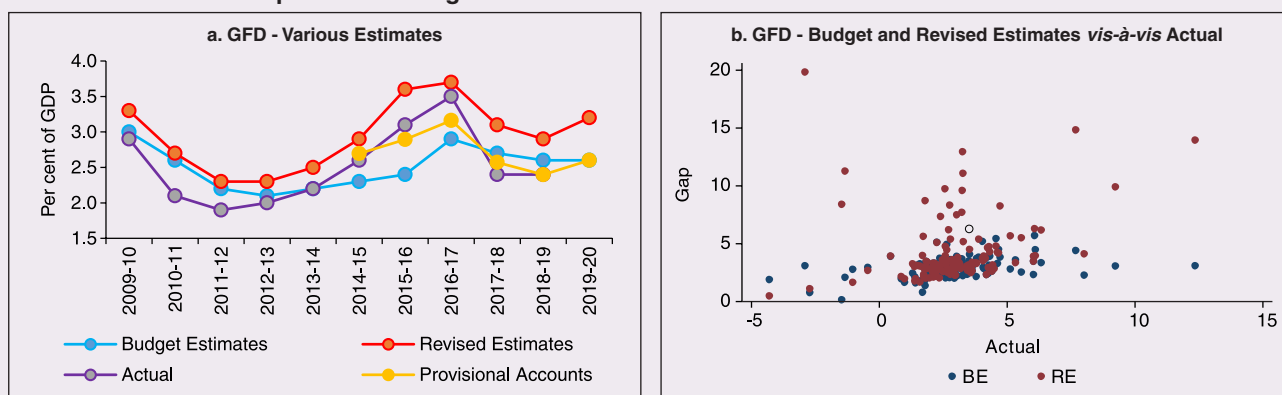 a. GFD - Various Estimates
Per cent of GDP
4.0
3.5
3.0
2.5
2.0
1.5
2009-10
2010-11
2011-12
2012-13
2013-14
2014-15
2015-16
2016-17
2017-18
2018-19
2019-20
Budget Estimates
Revised Estimates
Actual
Provisional Accounts
b. GFD - Budget and Revised Estimates vis-à-vis Actual
Gap
20
15
10
5
0
-5 0 5 10 15
Actual
BE RE